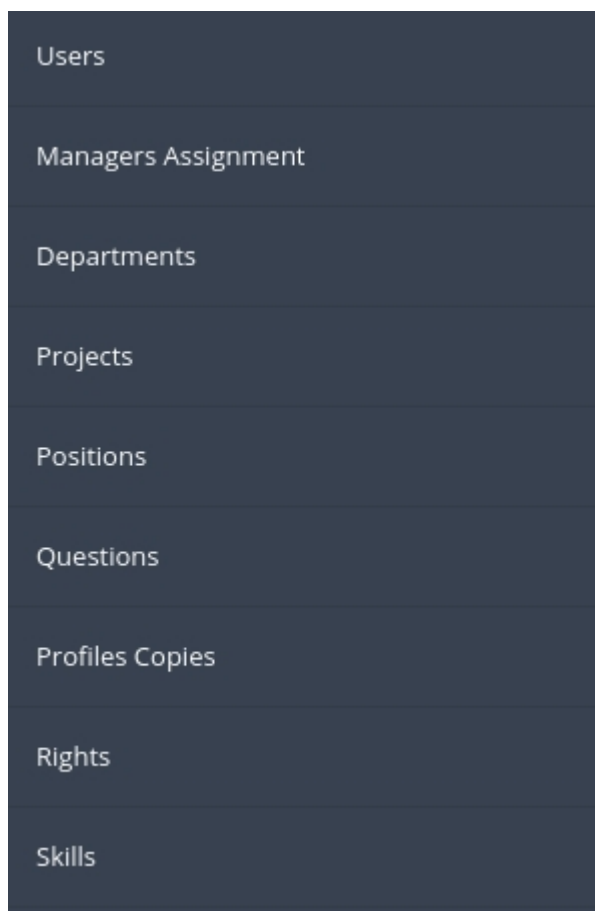 Users
Managers Assignment
Departments
Projects
Positions
Questions
Profiles Copies
Rights
Skills